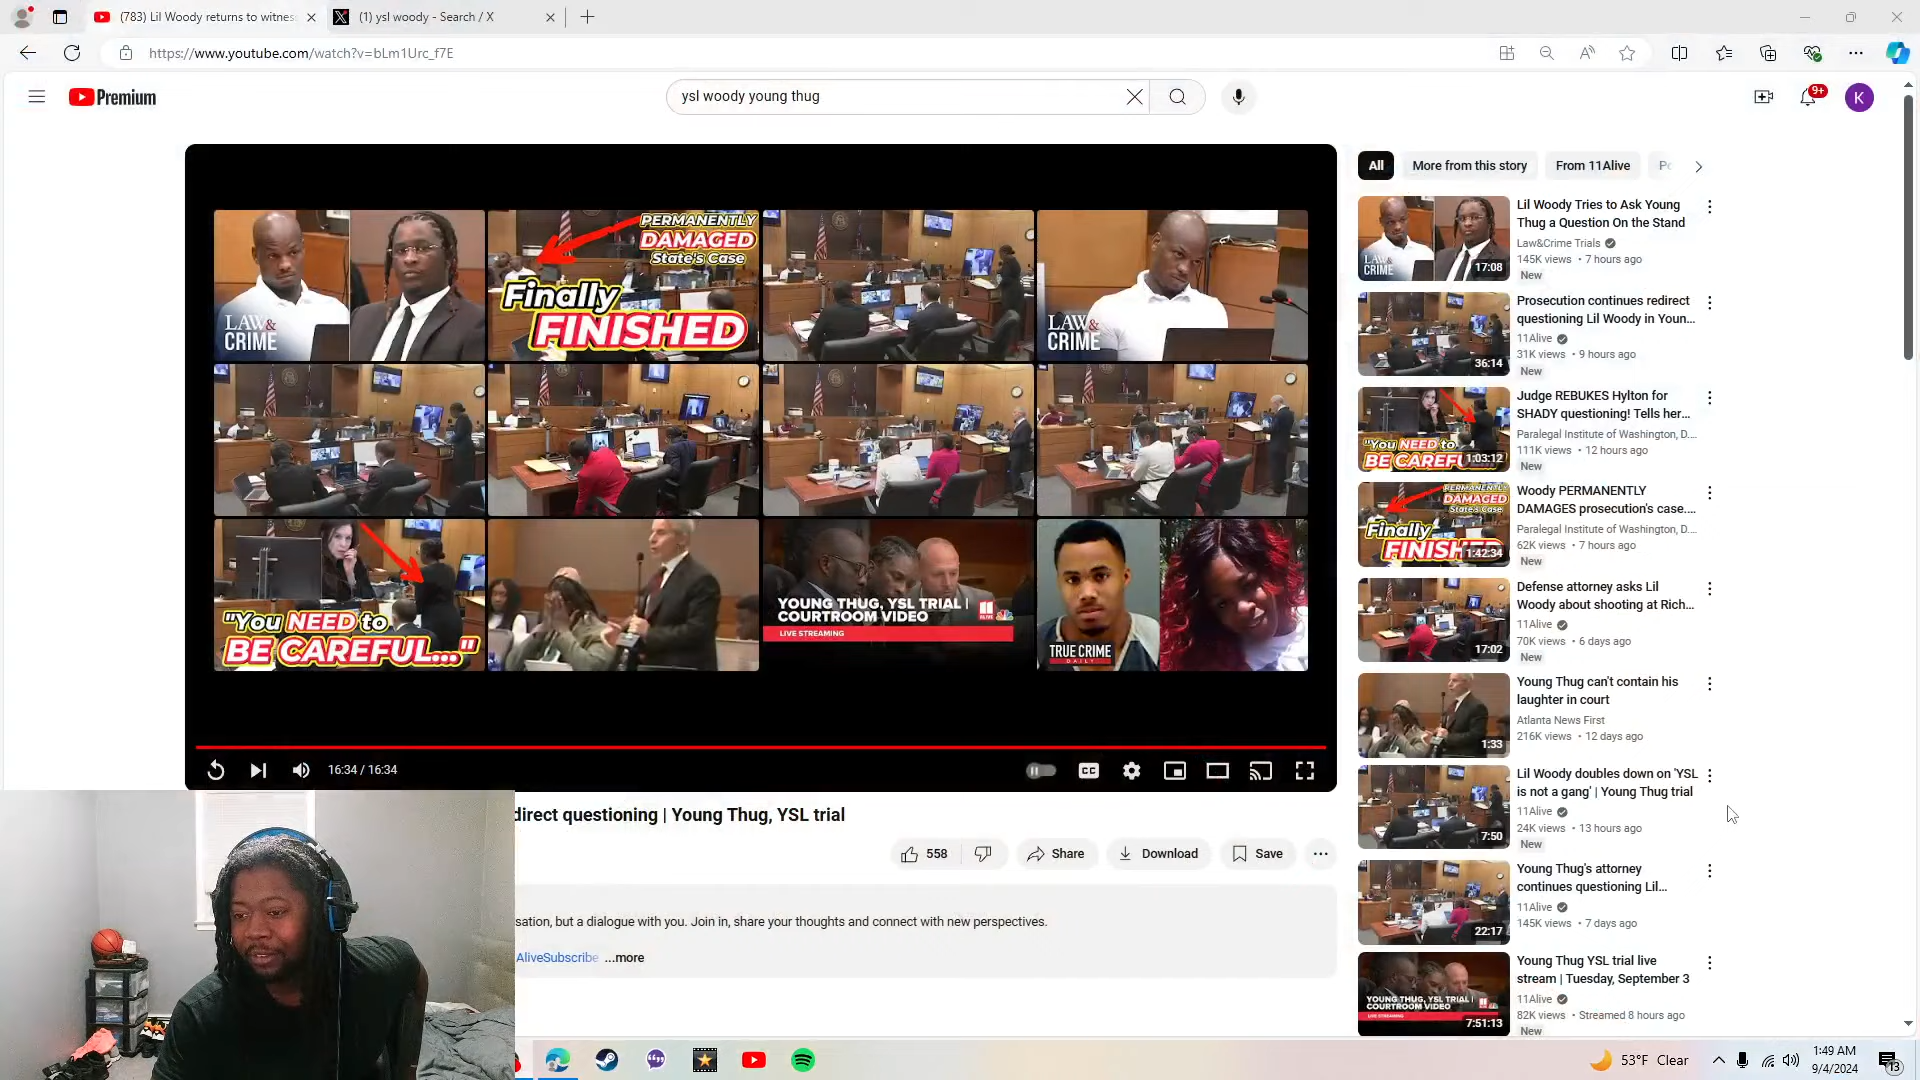 (783) Lil Woody returns to witnes
(1) ysl woody - Search / X
https://www.youtube.com/watch?v=bLm1Urc_f7E
Premium
ysl woody young thug
9+
K
All
More from this story
From 11Alive
LAW&
CRIME
PERMANENTLY
DAMAGED
State's Case
Finally
FINISHED
LAW&
CRIME
"You NEED to
BE CAREFUL..."
YOUNG THUG, YSL TRIAL |
COURTROOM VIDEO
LIVE STREAMING
TRUE CRIME
DAILY
16:34 / 16:34
CC
direct questioning | Young Thug, YSL trial
558
Share
Download
Save
sation, but a dialogue with you. Join in, share your thoughts and connect with new perspectives.
AliveSubscribe ...more
LAW&
CRIME
17:08
Lil Woody Tries to Ask Young
Thug a Question On the Stand
Law&Crime Trials
145K views • 7 hours ago
New
36:14
Prosecution continues redirect
questioning Lil Woody in Youn...
11Alive
31K views • 9 hours ago
New
"You NEED to
BE CAREFU
1:03:12
Judge REBUKES Hylton for
SHADY questioning! Tells her...
Paralegal Institute of Washington, D....
111K views • 12 hours ago
New
PERMANENTLY
DAMAGED
State's Case
Finally
FINISHE
1:42:34
Woody PERMANENTLY
DAMAGES prosecution's case....
Paralegal Institute of Washington, D....
62K views • 7 hours ago
New
17:02
Defense attorney asks Lil
Woody about shooting at Rich...
11Alive
70K views • 6 days ago
New
1:33
Young Thug can't contain his
laughter in court
Atlanta News First
216K views • 12 days ago
7:50
Lil Woody doubles down on 'YSL
is not a gang' | Young Thug trial
11Alive
24K views • 13 hours ago
New
22:17
Young Thug's attorney
continues questioning Lil...
11Alive
145K views • 7 days ago
YOUNG THUG, YSL TRIAL |
COURTROOM VIDEO
LIVE STREAMING
7:51:13
Young Thug YSL trial live
stream | Tuesday, September 3
11Alive
82K views • Streamed 8 hours ago
New
53°F Clear
1:49 AM
9/4/2024
13